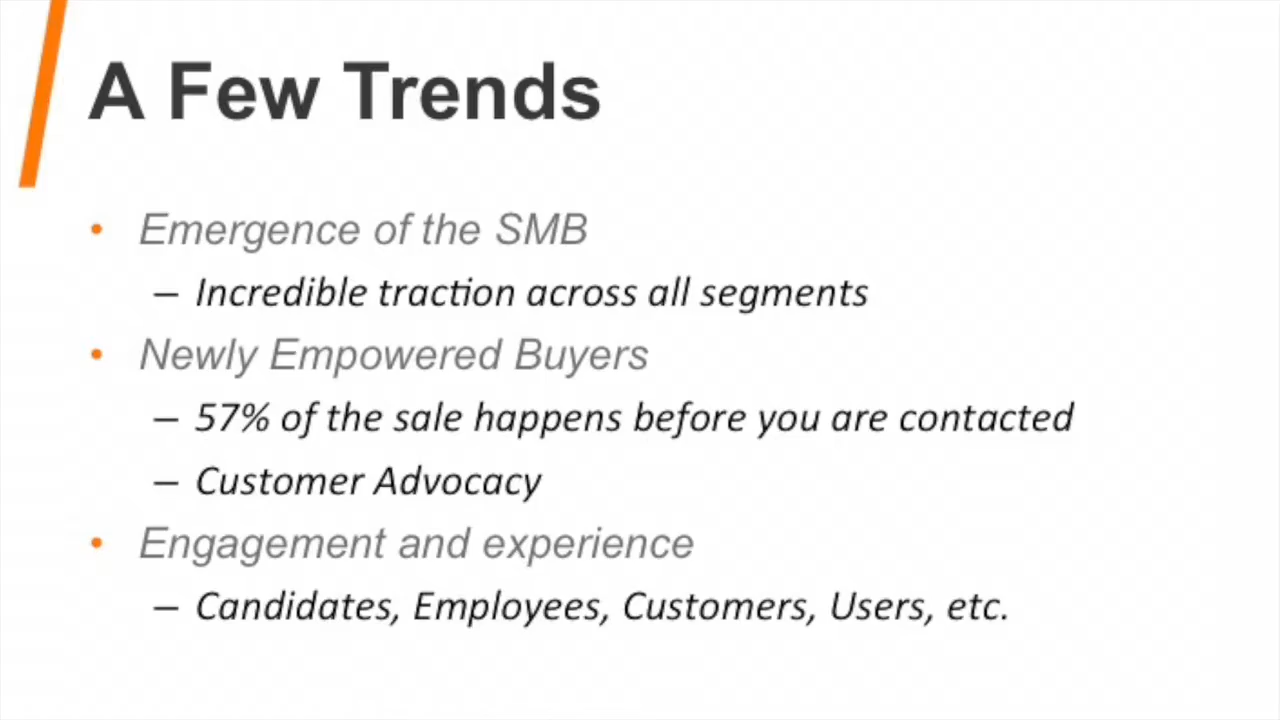 A Few Trends
• Emergence of the SMB
– Incredible traction across all segments
• Newly Empowered Buyers
– 57% of the sale happens before you are contacted
– Customer Advocacy
• Engagement and experience
– Candidates, Employees, Customers, Users, etc.